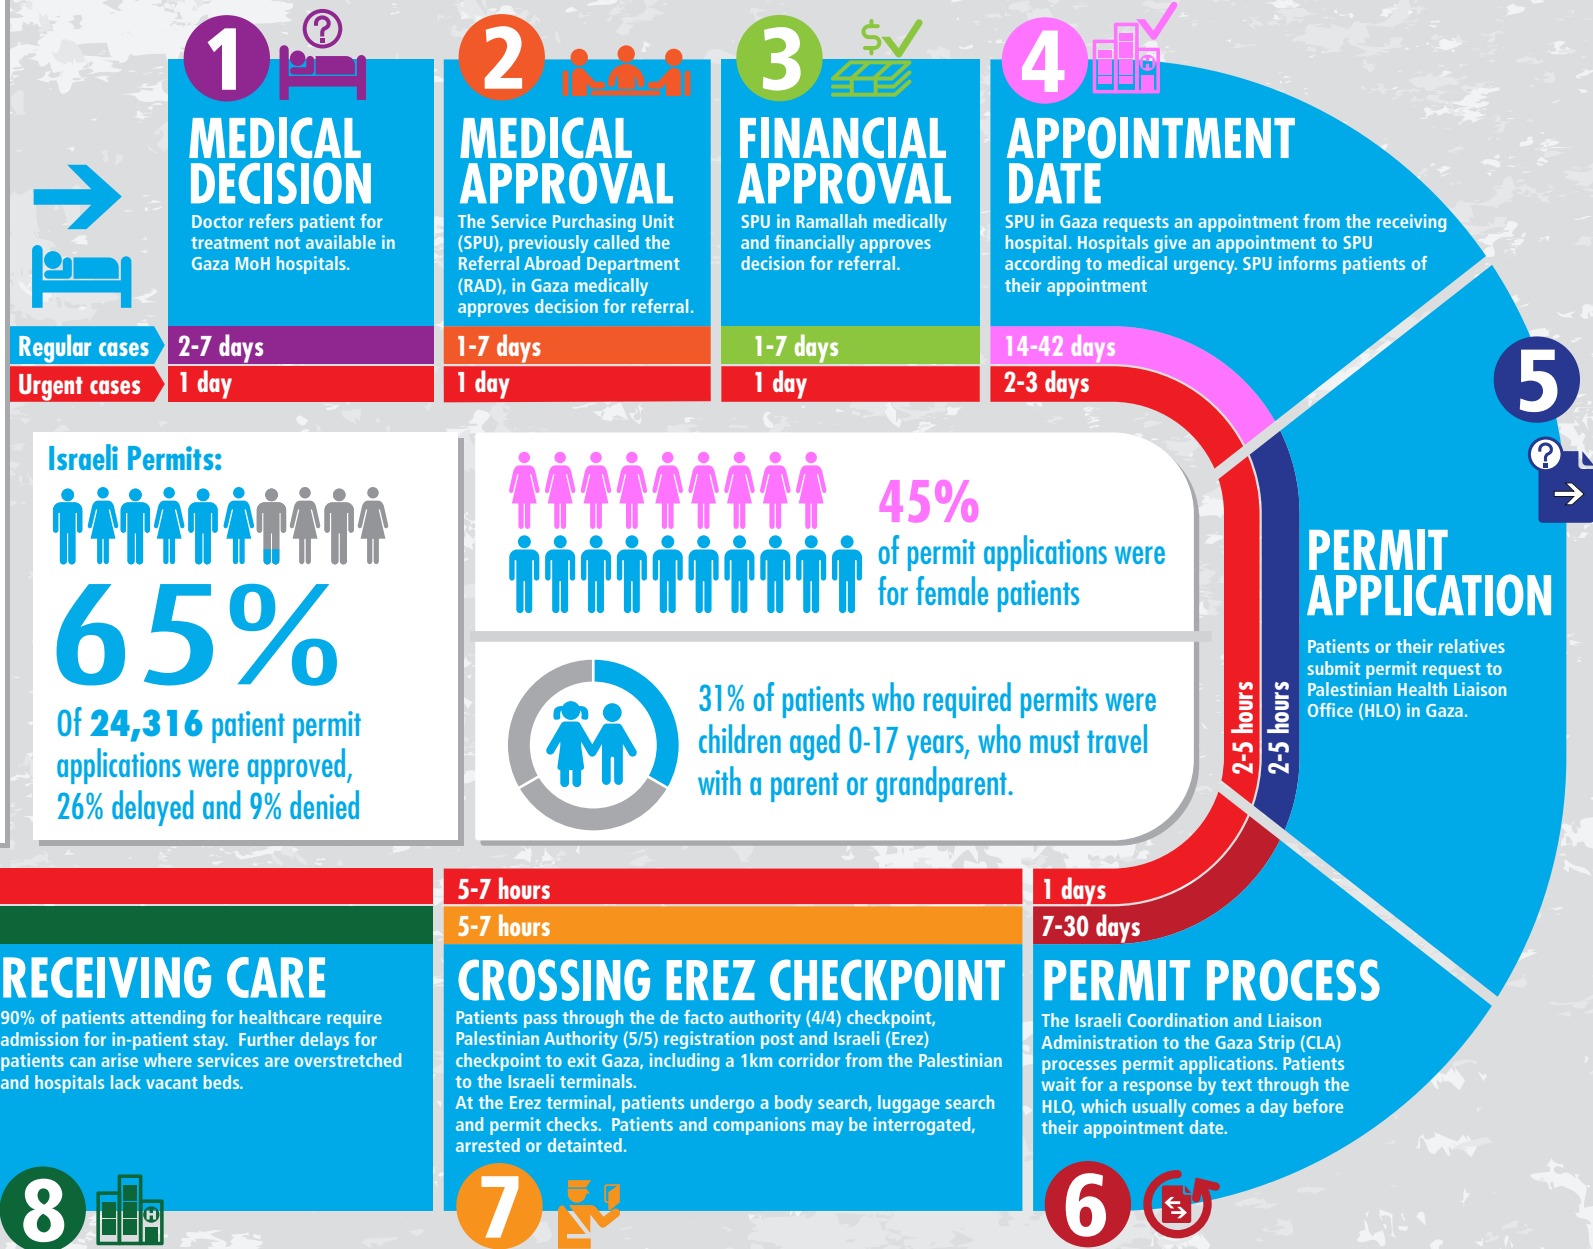 1
MEDICAL
DECISION
Doctor refers patient for
treatment not available in
Gaza MoH hospitals.
2
MEDICAL
APPROVAL
The Service Purchasing Unit
(SPU), previously called the
Referral Abroad Department
(RAD), in Gaza medically
approves decision for referral.
3
$
FINANCIAL
APPROVAL
SPU in Ramallah medically
and financially approves
decision for referral.
4
H
APPOINTMENT
DATE
SPU in Gaza requests an appointment from the receiving
hospital. Hospitals give an appointment to SPU
according to medical urgency. SPU informs patients of
their appointment
Regular cases
2-7 days
1-7 days
1-7 days
14-42 days
Urgent cases
1 day
1 day
1 day
2-3 days
5
?
PERMIT
APPLICATION
Patients or their relatives
submit permit request to
Palestinian Health Liaison
Office (HLO) in Gaza.
2-5 hours
2-5 hours
Israeli Permits:
65%
Of 24,316 patient permit
applications were approved,
26% delayed and 9% denied
45%
of permit applications were
for female patients
31% of patients who required permits were
children aged 0-17 years, who must travel
with a parent or grandparent.
1 days
7-30 days
PERMIT PROCESS
The Israeli Coordination and Liaison
Administration to the Gaza Strip (CLA)
processes permit applications. Patients
wait for a response by text through the
HLO, which usually comes a day before
their appointment date.
6
5-7 hours
5-7 hours
CROSSING EREZ CHECKPOINT
Patients pass through the de facto authority (4/4) checkpoint,
Palestinian Authority (5/5) registration post and Israeli (Erez)
checkpoint to exit Gaza, including a 1km corridor from the Palestinian
to the Israeli terminals.
At the Erez terminal, patients undergo a body search, luggage search
and permit checks. Patients and companions may be interrogated,
arrested or detainted.
7
RECEIVING CARE
90% of patients attending for healthcare require
admission for in-patient stay. Further delays for
patients can arise where services are overstretched
and hospitals lack vacant beds.
8
H